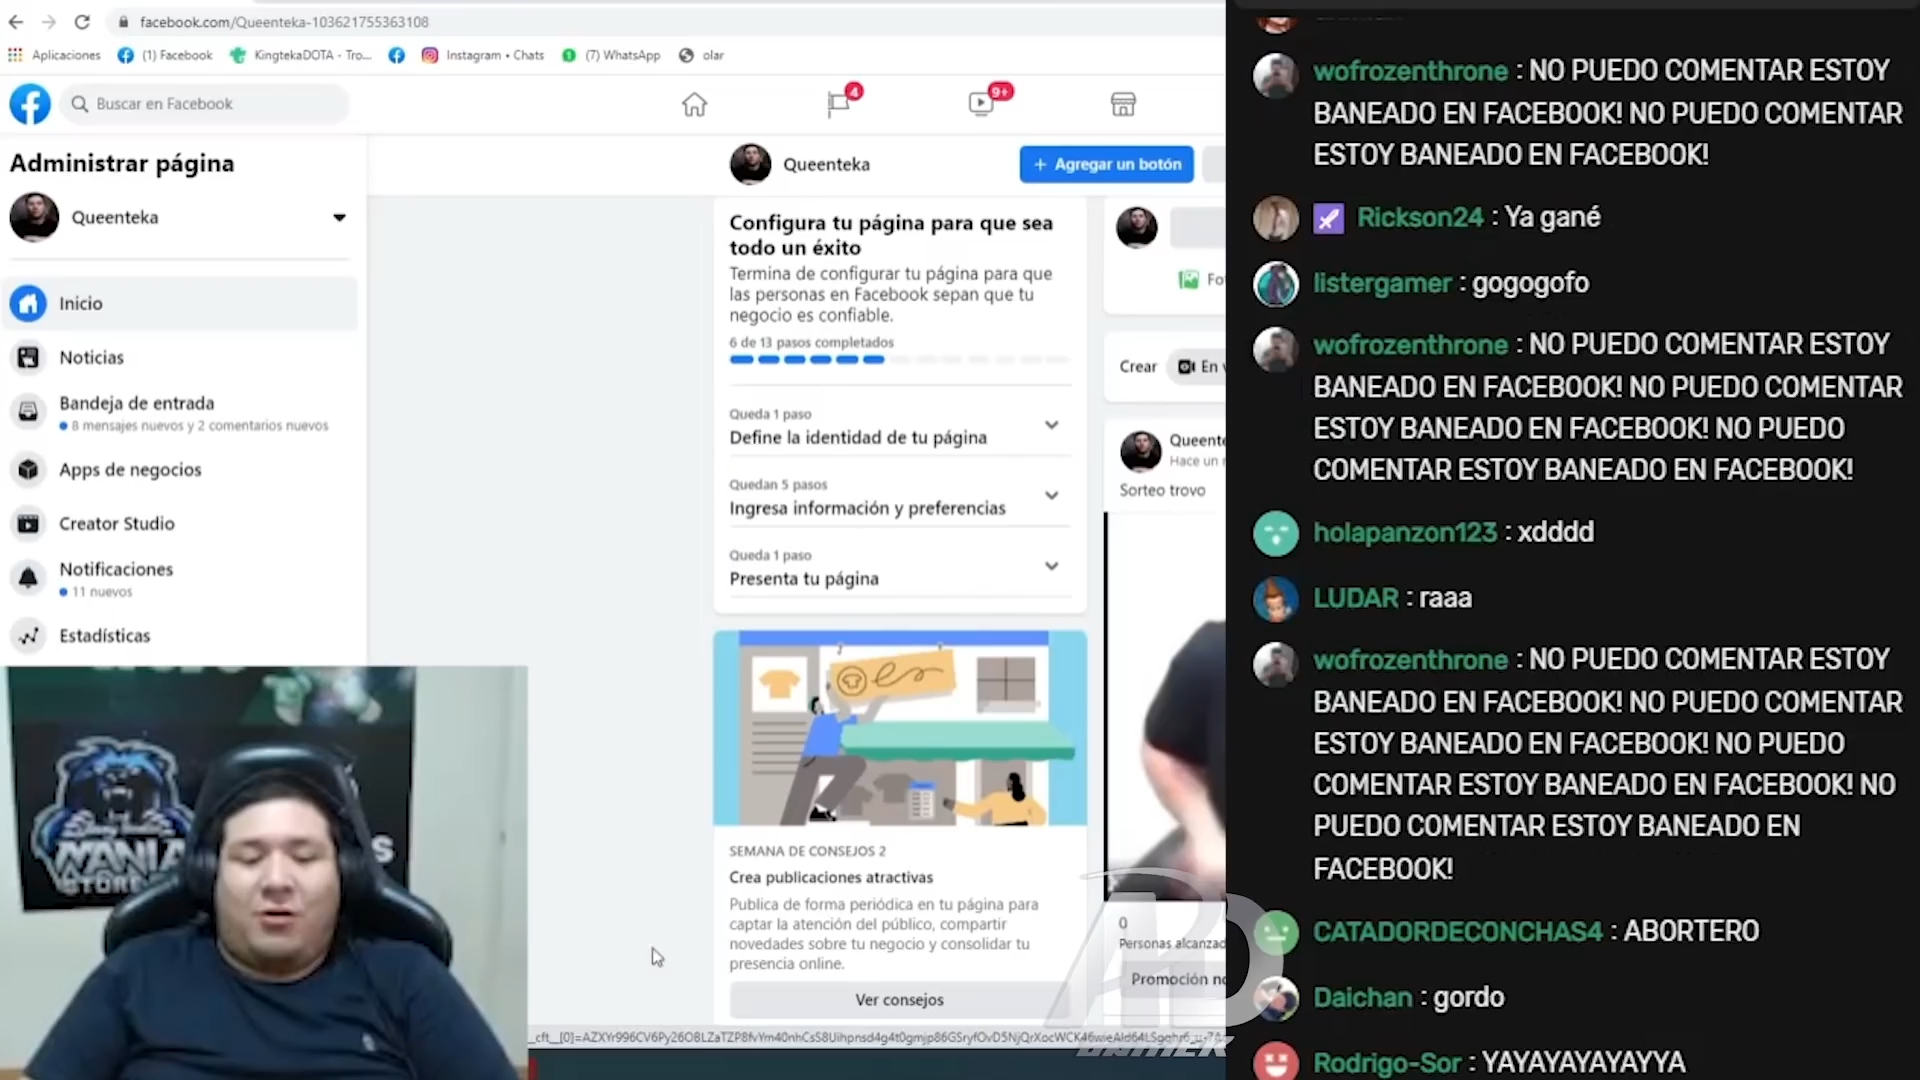 facebook.com/Queenteka-103621755363108
Aplicaciones
(1) Facebook
KingtekaDOTA - Tro...
Instagram • Chats
(7) WhatsApp
olar
Buscar en Facebook
4
9+
Administrar página
Queenteka
Inicio
Noticias
Bandeja de entrada
8 mensajes nuevos y 2 comentarios nuevos
Apps de negocios
Creator Studio
Notificaciones
11 nuevos
Estadísticas
Queenteka
+ Agregar un botón
Configura tu página para que sea
todo un éxito
Termina de configurar tu página para que
las personas en Facebook sepan que tu
negocio es confiable.
6 de 13 pasos completados
Queda 1 paso
Define la identidad de tu página
Quedan 5 pasos
Ingresa información y preferencias
Queda 1 paso
Presenta tu página
SEMANA DE CONSEJOS 2
Crea publicaciones atractivas
Publica de forma periódica en tu página para
captar la atención del público, compartir
novedades sobre tu negocio y consolidar tu
presencia online.
Ver consejos
Crear
Sorteo trovo
0
Personas alcanzad
Promoción
MANIA
STORE
wofrozenthrone : NO PUEDO COMENTAR ESTOY
BANEADO EN FACEBOOK! NO PUEDO COMENTAR
ESTOY BANEADO EN FACEBOOK!
Rickson24 : Ya gané
listergamer : gogogofo
wofrozenthrone : NO PUEDO COMENTAR ESTOY
BANEADO EN FACEBOOK! NO PUEDO COMENTAR
ESTOY BANEADO EN FACEBOOK! NO PUEDO
COMENTAR ESTOY BANEADO EN FACEBOOK!
holapanzon123 : xdddd
LUDAR : raaa
wofrozenthrone : NO PUEDO COMENTAR ESTOY
BANEADO EN FACEBOOK! NO PUEDO COMENTAR
ESTOY BANEADO EN FACEBOOK! NO PUEDO
COMENTAR ESTOY BANEADO EN FACEBOOK! NO
PUEDO COMENTAR ESTOY BANEADO EN
FACEBOOK!
CATADORDECONCHAS4 : ABORTERO
Daichan : gordo
Rodrigo-Sor : YAYAYAYAYAYYA